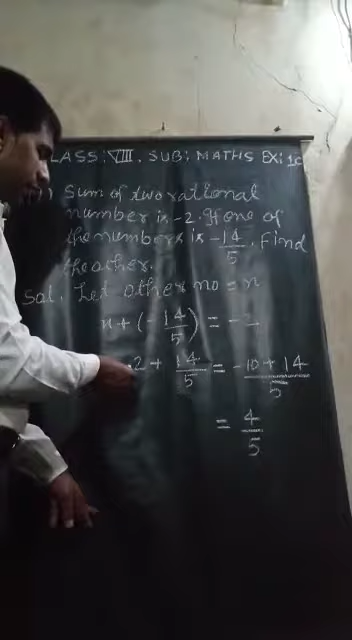 LASS: VIII, SUB: MATHS EX: 1C
1) Sum of two rational
number is -2. If one of
the numbers is -14/5. Find
the other.
Sol. Let other no = x
x + (-14/5) = -2
-2 + 14/5 = -10+14/5
= 4/5